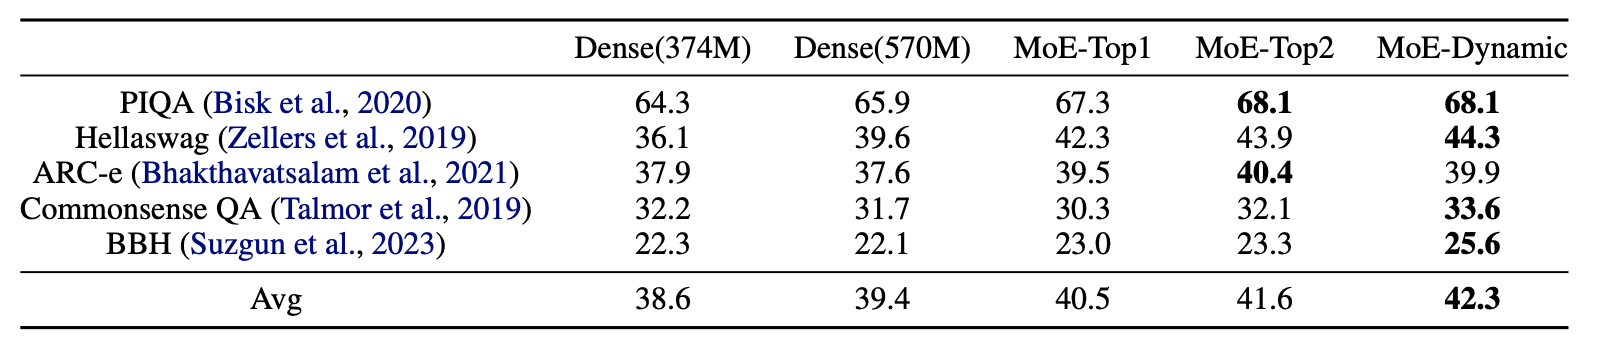 Dense(374M) Dense(570M) MoE-Top1 MoE-Top2 MoE-Dynamic
PIQA (Bisk et al., 2020) 64.3 65.9 67.3 68.1 68.1
Hellaswag (Zellers et al., 2019) 36.1 39.6 42.3 43.9 44.3
ARC-e (Bhakthavatsalam et al., 2021) 37.9 37.6 39.5 40.4 39.9
Commonsense QA (Talmor et al., 2019) 32.2 31.7 30.3 32.1 33.6
BBH (Suzgun et al., 2023) 22.3 22.1 23.0 23.3 25.6
Avg 38.6 39.4 40.5 41.6 42.3